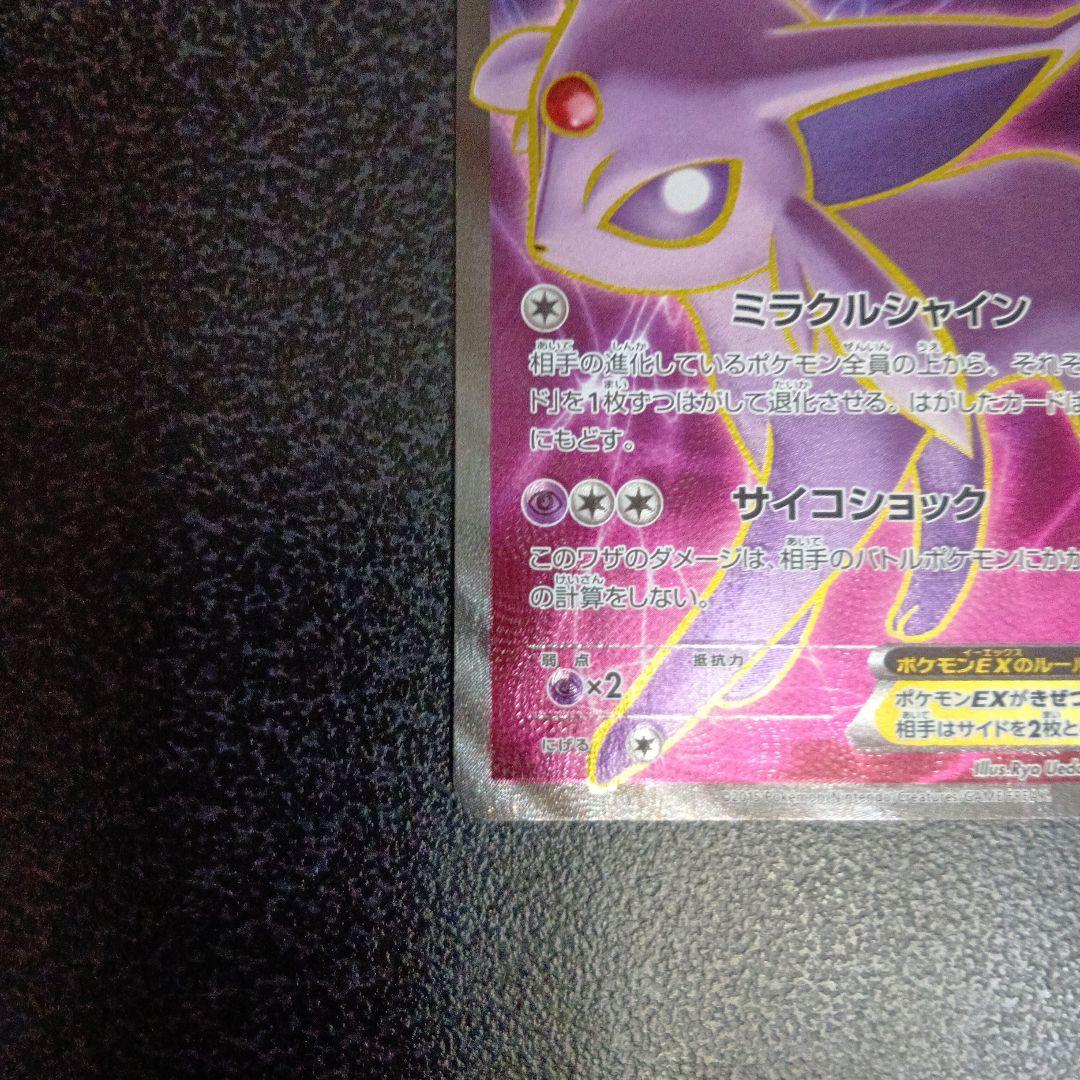 ミラクルシャイン
相手の進化しているポケモン全員の上から、それぞ
ド」を1枚ずつはがして退化させる。はがしたカードは
にもどす。
サイコショック
このワザのダメージは、相手のバトルポケモンにかか
の計算をしない。
弱点 抵抗力
×2
にげる
ポケモンEXのルール
ポケモンEXがきぜつ
相手はサイドを2枚と
illus.Ryo Ueda